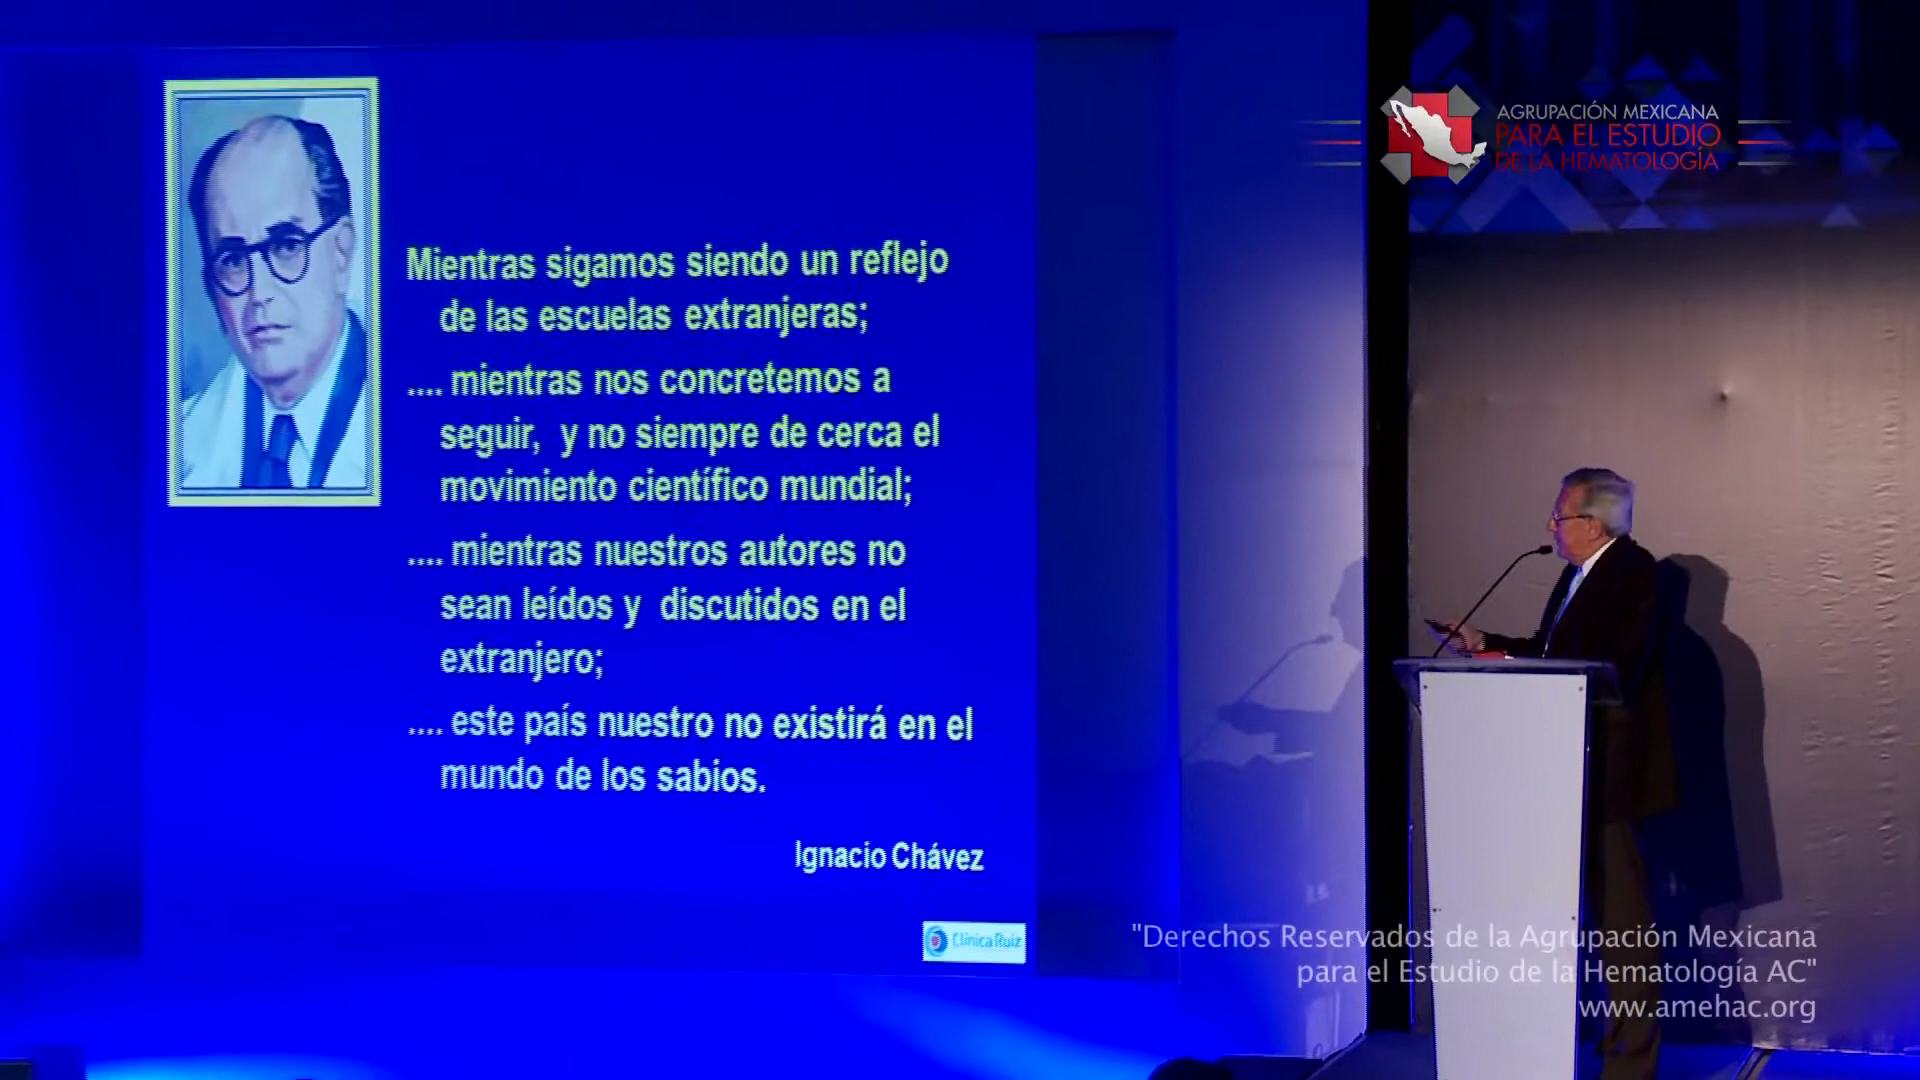 AGRUPACIÓN MEXICANA
PARA EL ESTUDIO
DE LA HEMATOLOGÍA
Mientras sigamos siendo un reflejo
de las escuelas extranjeras;
.... mientras nos concretemos a
seguir, y no siempre de cerca el
movimiento científico mundial;
.... mientras nuestros autores no
sean leídos y discutidos en el
extranjero;
.... este país nuestro no existirá en el
mundo de los sabios.
Ignacio Chávez
Clínica Ruiz
"Derechos Reservados de la Agrupación Mexicana
para el Estudio de la Hematología AC"
www.amehac.org